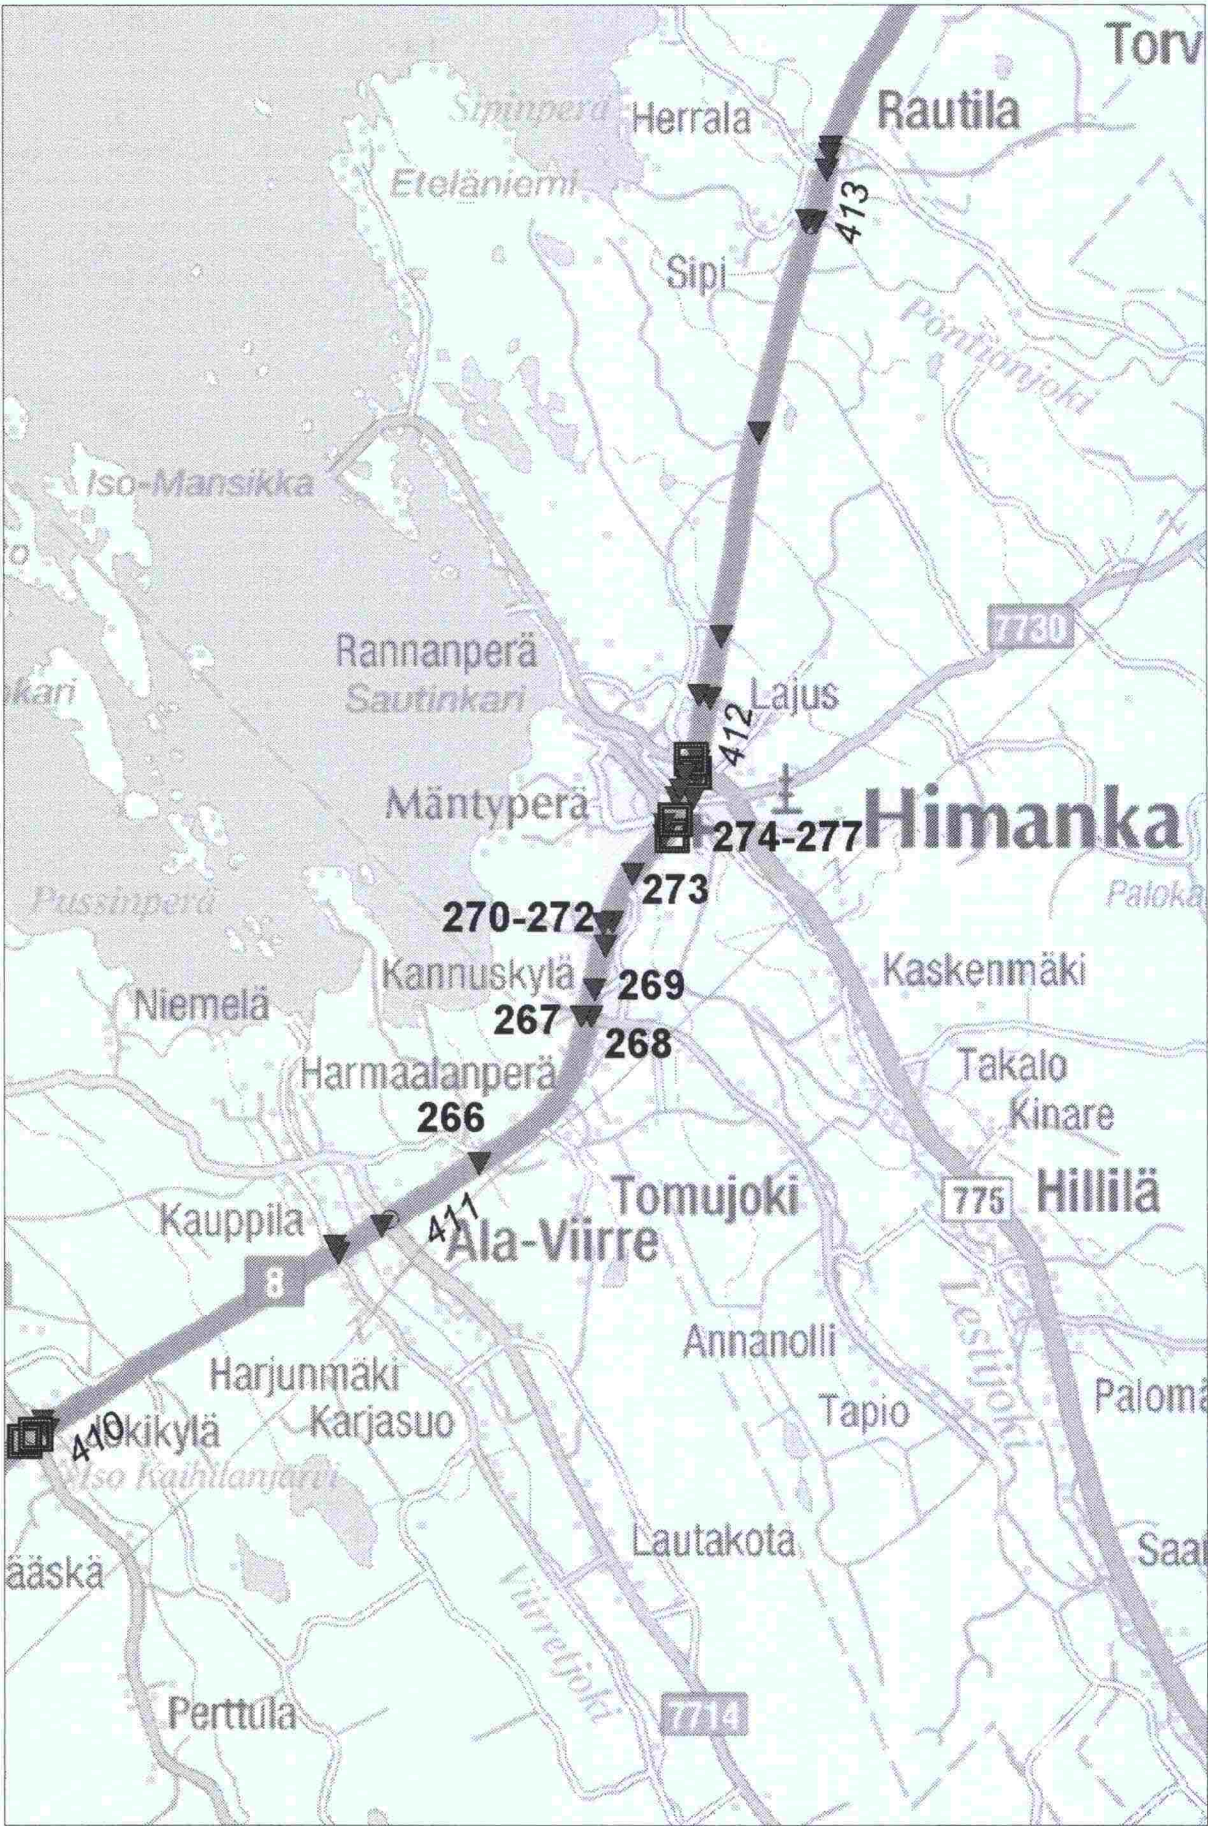 Torv
Sipinperä
Herrala
Rautila
Eteläniemi
413
Sipi
Pöntiönjoki
Iso-Mansikka
7730
Rannanperä
Sautinkari
Lajus
412
Mäntyperä
274-277
Himanka
273
Paloka
Pussinperä
270-272
Kannuskylä
269
Kaskenmäki
Niemelä
267
268
Harmaalanperä
Takalo
266
Kinare
Tomujoki
775
Hillilä
Kauppila
411
Ala-Viirre
8
Lestijoki
Annanolli
Harjunmäki
Palomä
Tapio
Karjasuo
410
Jokikylä
Iso Kaihilanjärvi
Lautakota
Saar
ääskä
Viirretjoki
Perttula
7714